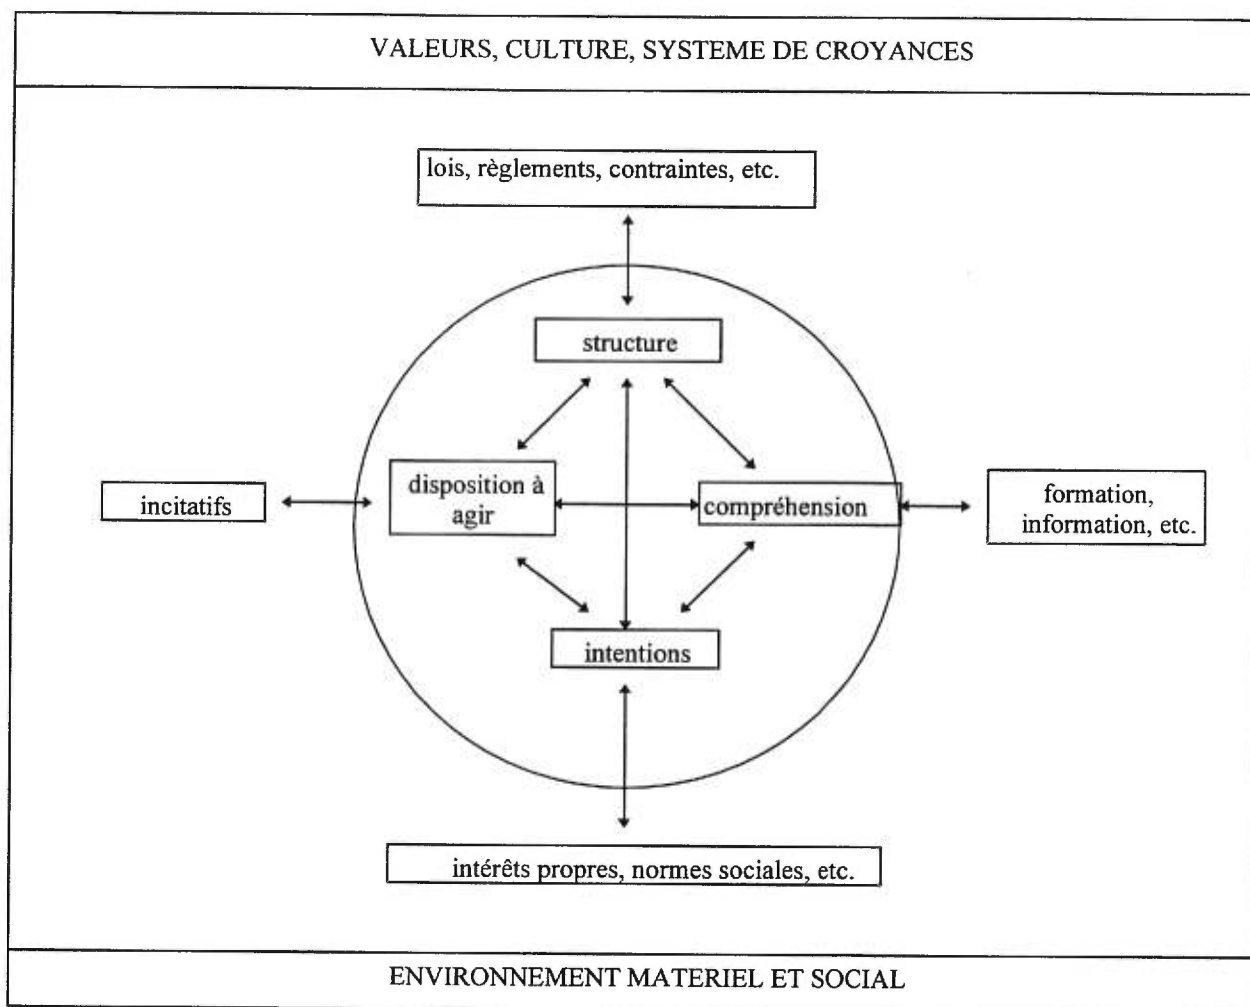 VALEURS, CULTURE, SYSTEME DE CROYANCES
lois, règlements, contraintes, etc.
structure
disposition à
agir
compréhension
incitatifs
formation,
information, etc.
intentions
intérêts propres, normes sociales, etc.
ENVIRONNEMENT MATERIEL ET SOCIAL